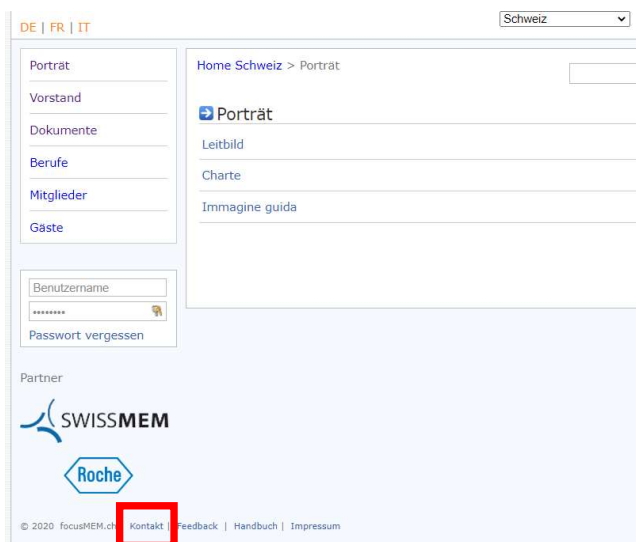 DE | FR | IT
Schweiz
Porträt
Vorstand
Dokumente
Berufe
Mitglieder
Gäste
Home Schweiz > Porträt
Porträt
Leitbild
Charte
Immagine guida
Benutzername
Passwort vergessen
Partner
SWISSMEM
Roche
© 2020 focusMEM.ch Kontakt | Feedback | Handbuch | Impressum